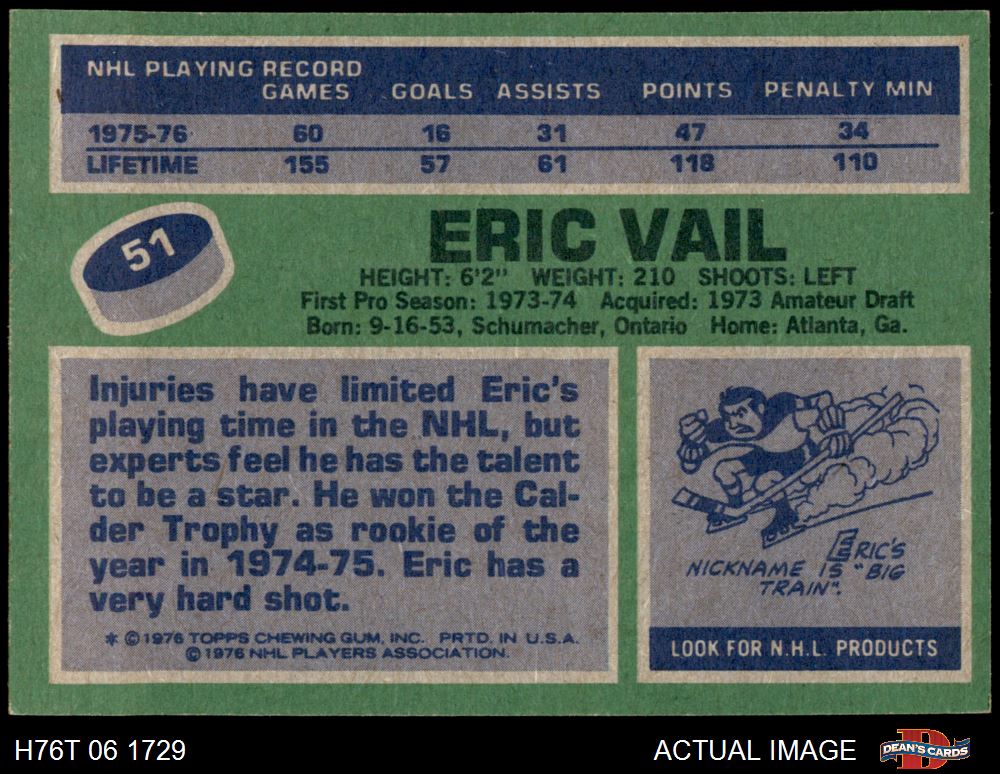 NHL PLAYING RECORD
GAMES GOALS ASSISTS POINTS PENALTY MIN
1975-76 60 16 31 47 34
LIFETIME 155 57 61 118 110
51
ERIC VAIL
HEIGHT: 6'2" WEIGHT: 210 SHOOTS: LEFT
First Pro Season: 1973-74 Acquired: 1973 Amateur Draft
Born: 9-16-53, Schumacher, Ontario Home: Atlanta, Ga.
Injuries have limited Eric's
playing time in the NHL, but
experts feel he has the talent
to be a star. He won the Cal-
der Trophy as rookie of the
year in 1974-75. Eric has a
very hard shot.
* © 1976 TOPPS CHEWING GUM, INC. PRTD. IN U.S.A.
© 1976 NHL PLAYERS ASSOCIATION.
ERIC'S
NICKNAME IS "BIG
TRAIN".
LOOK FOR N.H.L. PRODUCTS
H76T 06 1729 ACTUAL IMAGE DEAN'S CARDS